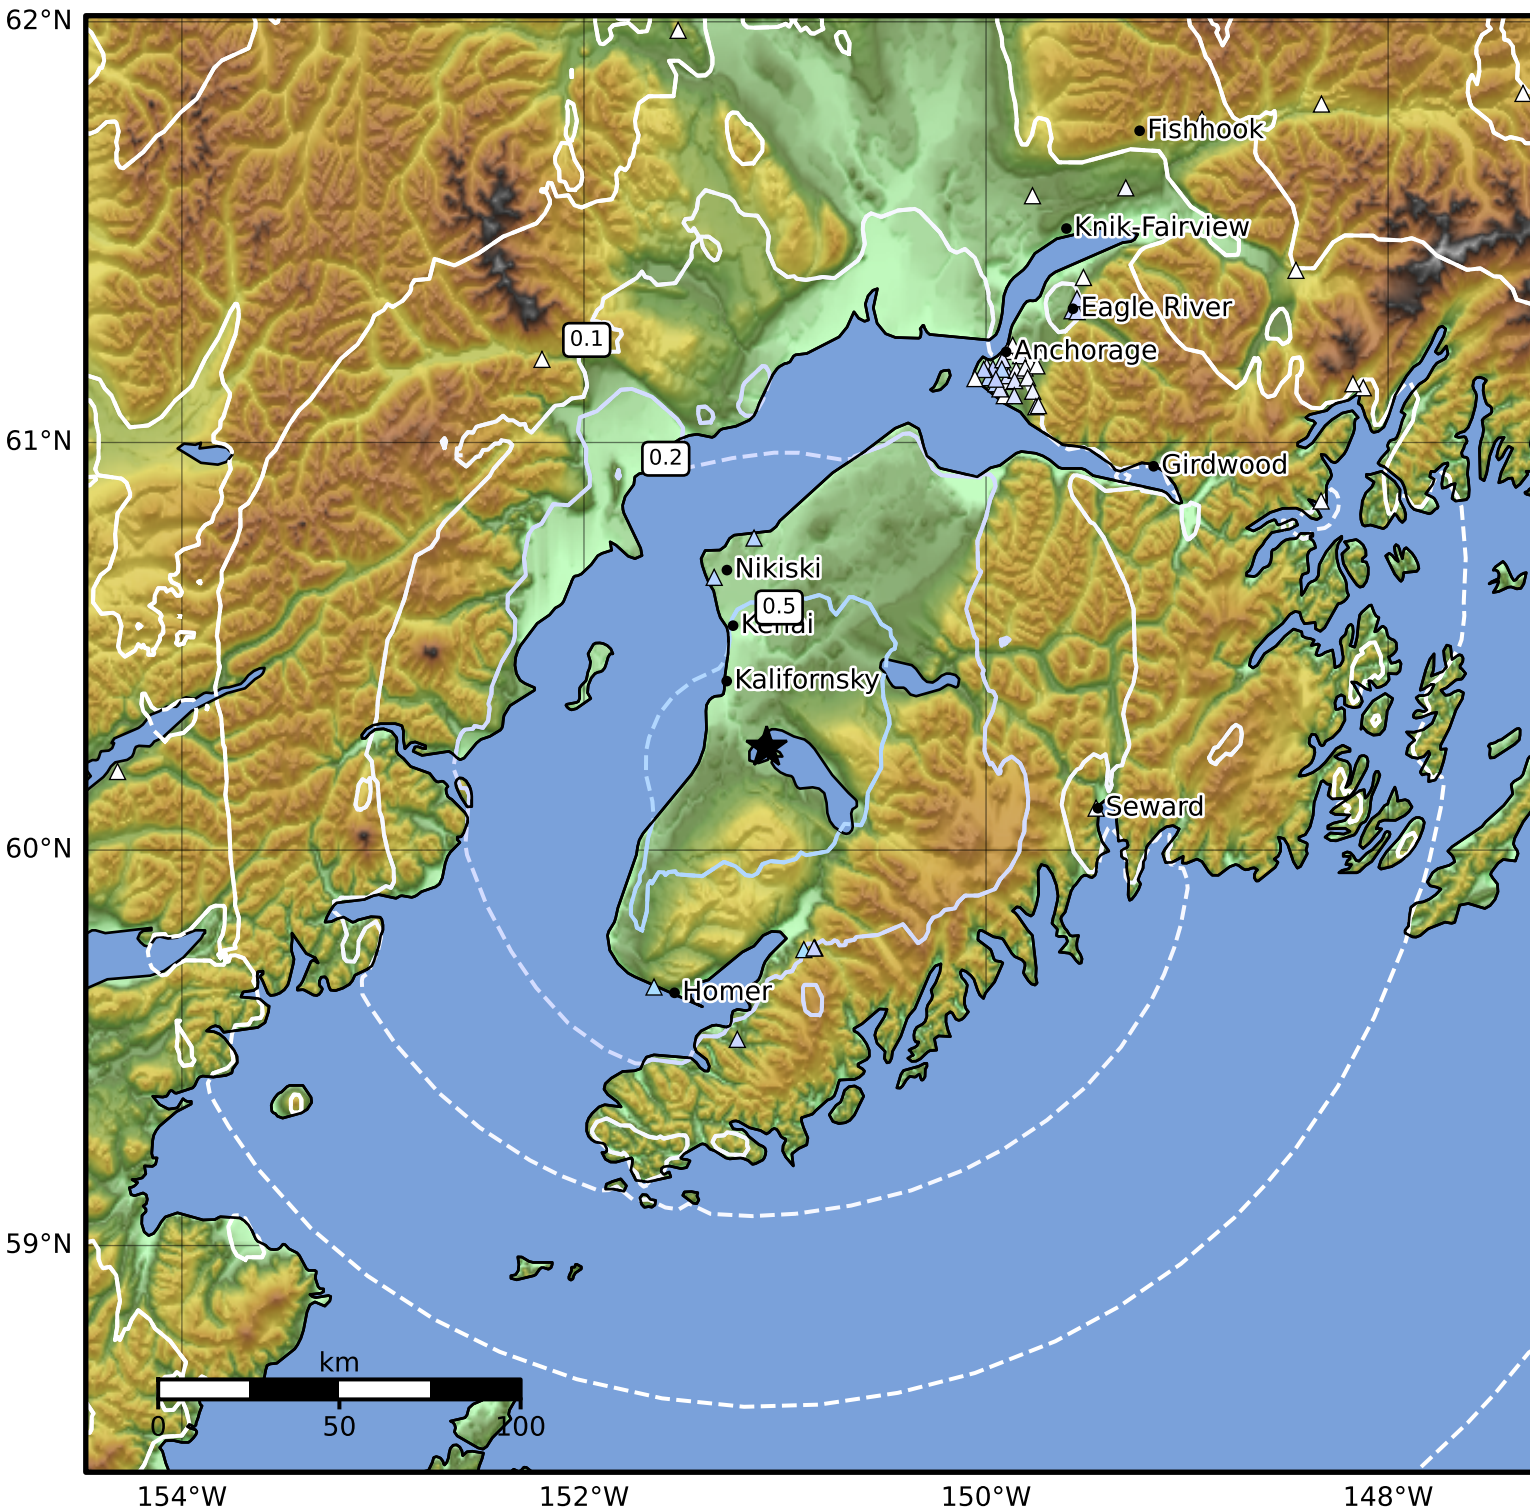 62°N
Fishhook
Knik-Fairview
Eagle River
0.1
Anchorage
61°N
0.2
Girdwood
Nikiski
0.5
Kenai
Kalifornsky
Seward
60°N
Homer
59°N
km
0 50 100
154°W 152°W 150°W 148°W